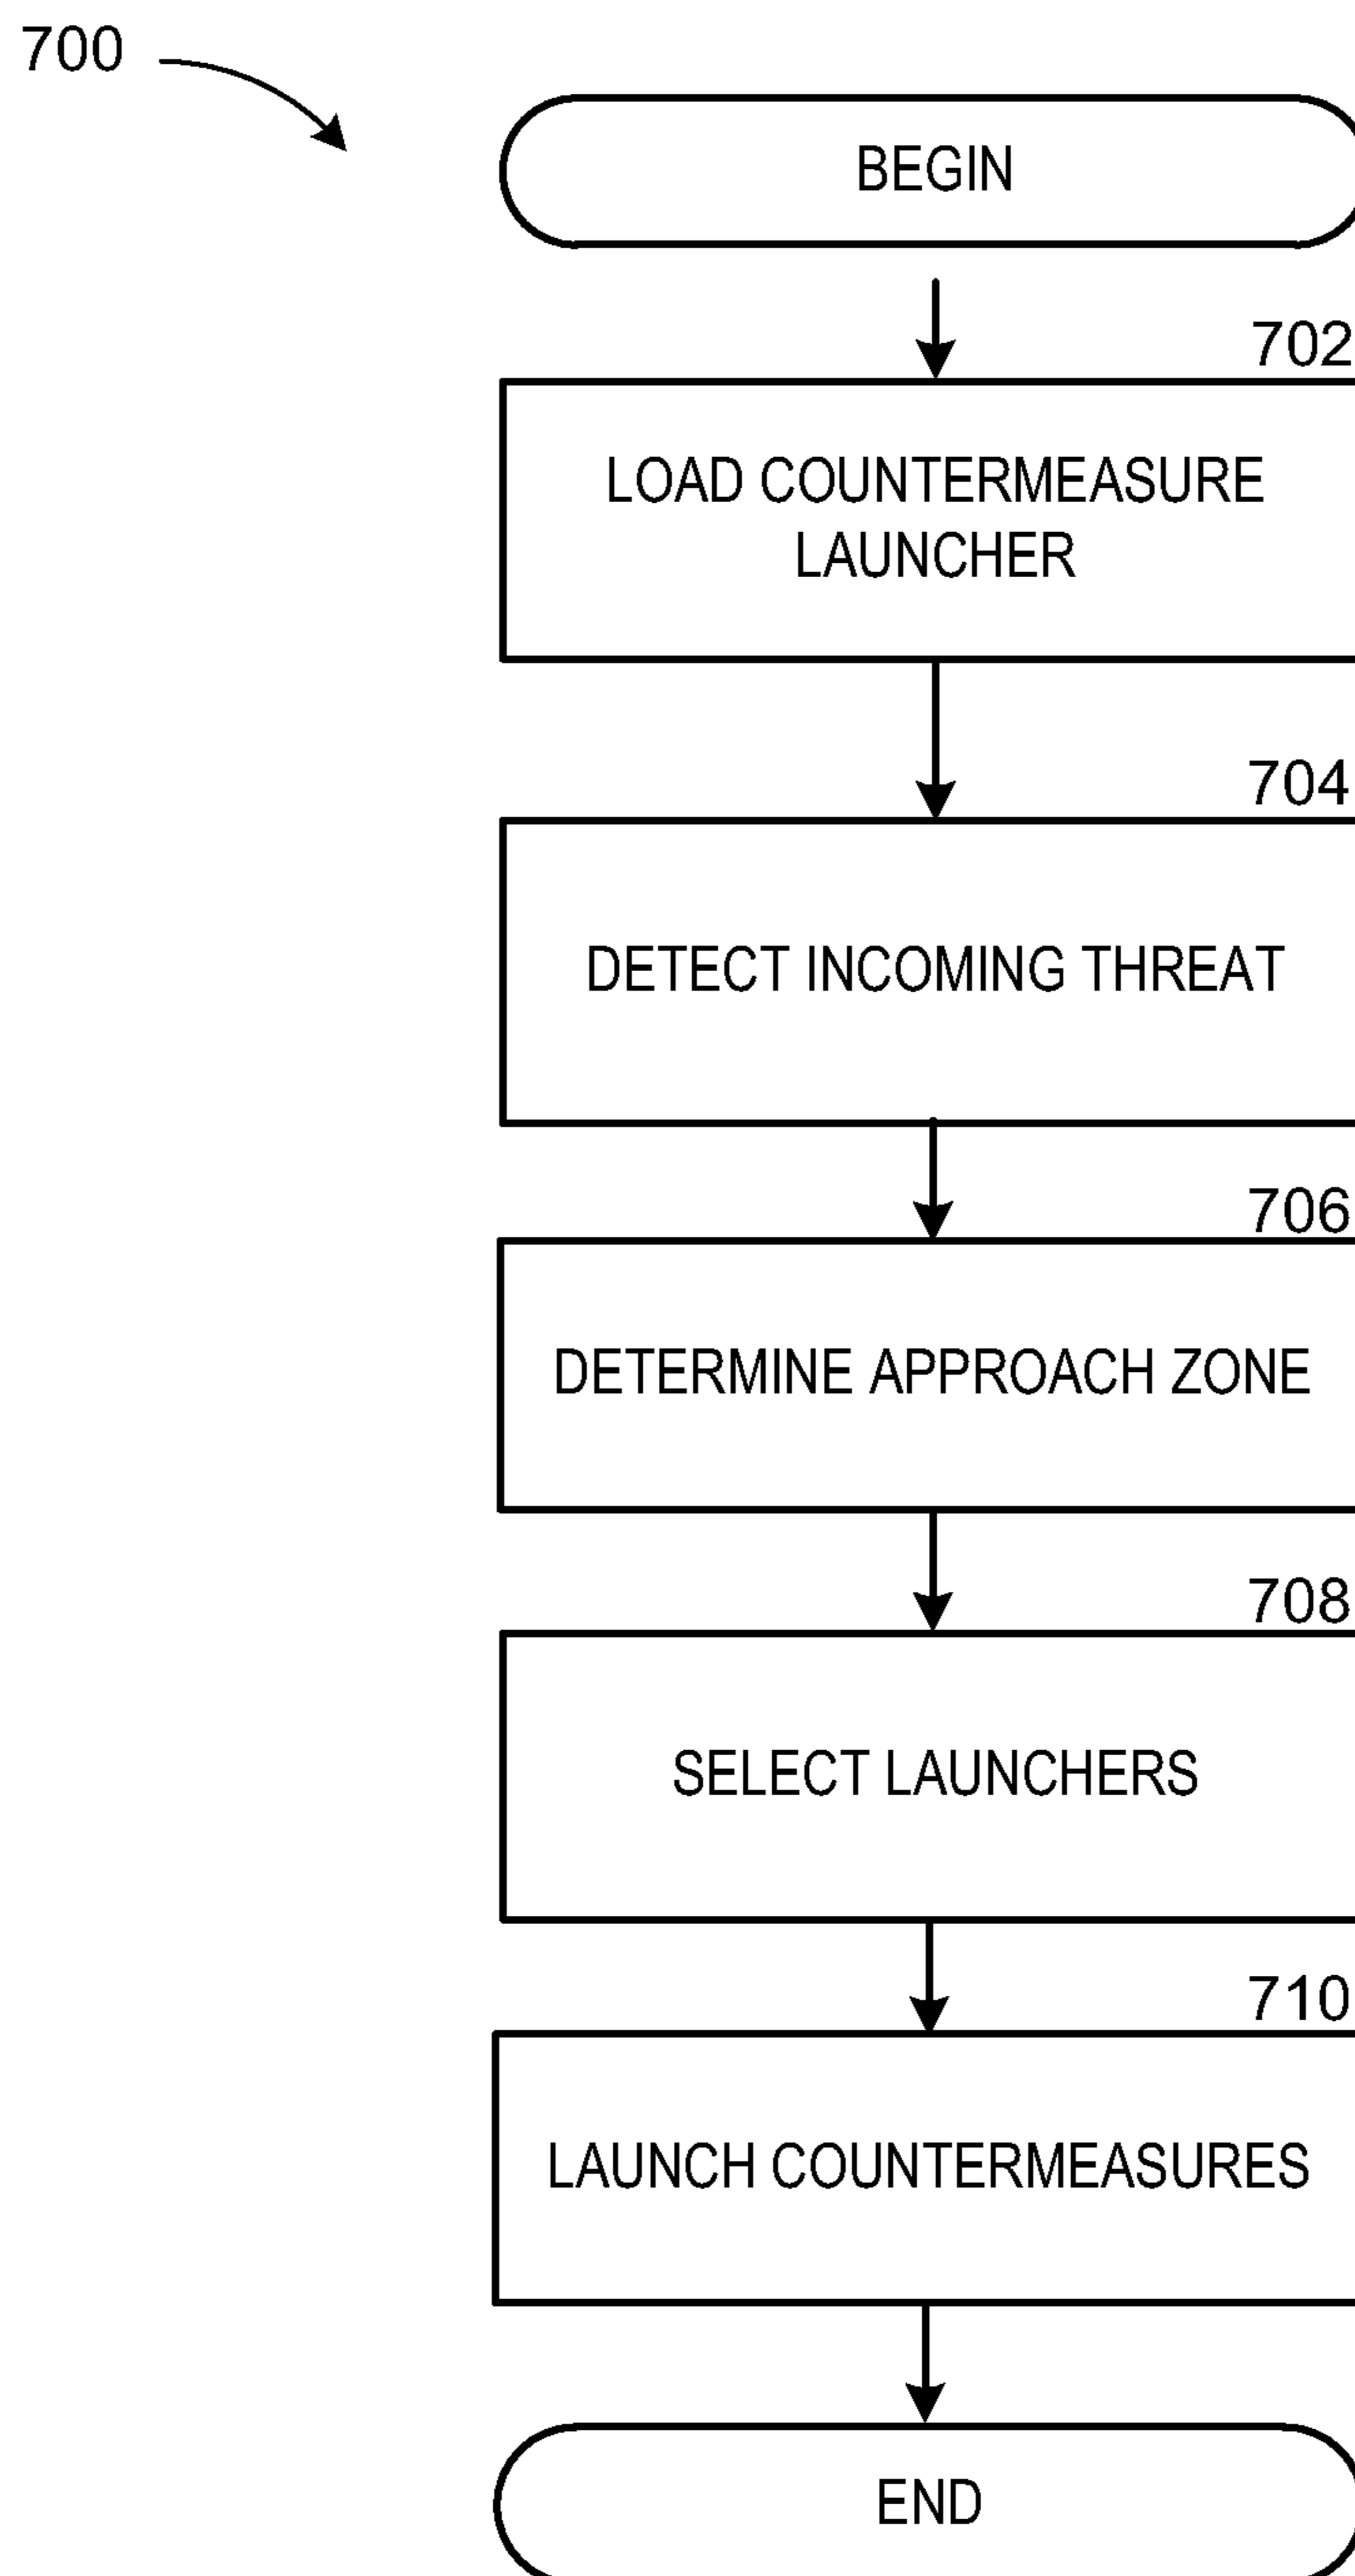 700
BEGIN
702
LOAD COUNTERMEASURE
LAUNCHER
704
DETECT INCOMING THREAT
706
DETERMINE APPROACH ZONE
708
SELECT LAUNCHERS
710
LAUNCH COUNTERMEASURES
END